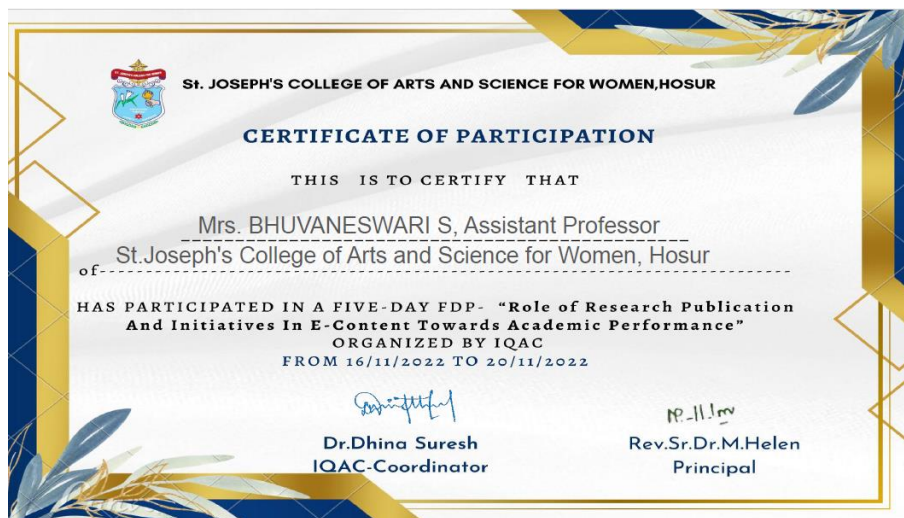 St. JOSEPH'S COLLEGE OF ARTS AND SCIENCE FOR WOMEN,HOSUR
CERTIFICATE OF PARTICIPATION
THIS IS TO CERTIFY THAT
Mrs. BHUVANESWARI S, Assistant Professor
of St.Joseph's College of Arts and Science for Women, Hosur
HAS PARTICIPATED IN A FIVE-DAY FDP- "Role of Research Publication
And Initiatives In E-Content Towards Academic Performance"
ORGANIZED BY IQAC
FROM 16/11/2022 TO 20/11/2022
Dr.Dhina Suresh
IQAC-Coordinator
Rev.Sr.Dr.M.Helen
Principal